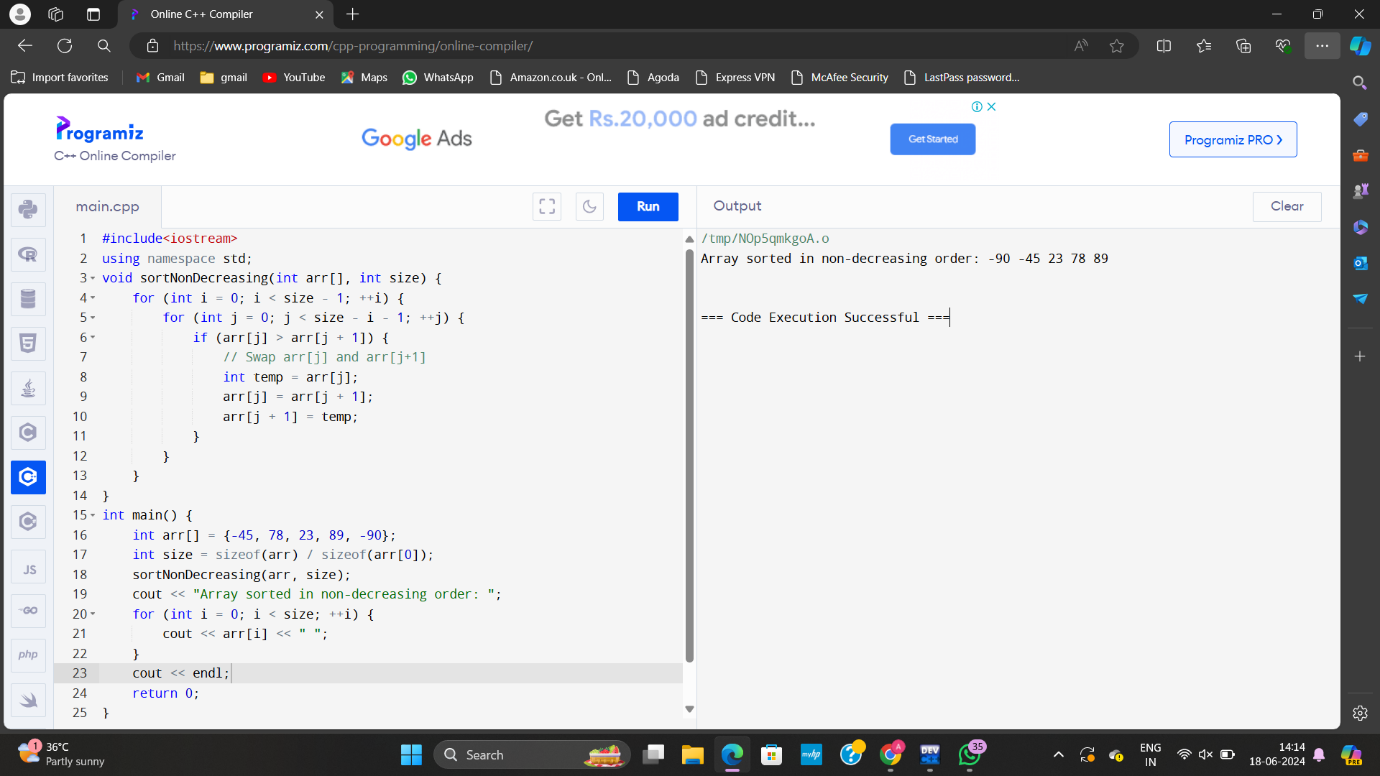 Online C++ Compiler
https://www.programiz.com/cpp-programming/online-compiler/
Import favorites
Gmail
gmail
YouTube
Maps
WhatsApp
Amazon.co.uk - Onl...
Agoda
Express VPN
McAfee Security
LastPass password...
Programiz
C++ Online Compiler
Google Ads
Get Rs.20,000 ad credit...
Get Started
Programiz PRO >
main.cpp
Run
Output
Clear
1 #include<iostream>
2 using namespace std;
3 void sortNonDecreasing(int arr[], int size) {
4     for (int i = 0; i < size - 1; ++i) {
5         for (int j = 0; j < size - i - 1; ++j) {
6             if (arr[j] > arr[j + 1]) {
7                 // Swap arr[j] and arr[j+1]
8                 int temp = arr[j];
9                 arr[j] = arr[j + 1];
10                 arr[j + 1] = temp;
11             }
12         }
13     }
14 }
15 int main() {
16     int arr[] = {-45, 78, 23, 89, -90};
17     int size = sizeof(arr) / sizeof(arr[0]);
18     sortNonDecreasing(arr, size);
19     cout << "Array sorted in non-decreasing order: ";
20     for (int i = 0; i < size; ++i) {
21         cout << arr[i] << " ";
22     }
23     cout << endl;
24     return 0;
25 }
/tmp/NOp5qmkgoA.o
Array sorted in non-decreasing order: -90 -45 23 78 89
=== Code Execution Successful ===
JS
GO
php
1
36°C
Partly sunny
Search
myhp
A
DEV
35
ENG
IN
14:14
18-06-2024
PRE